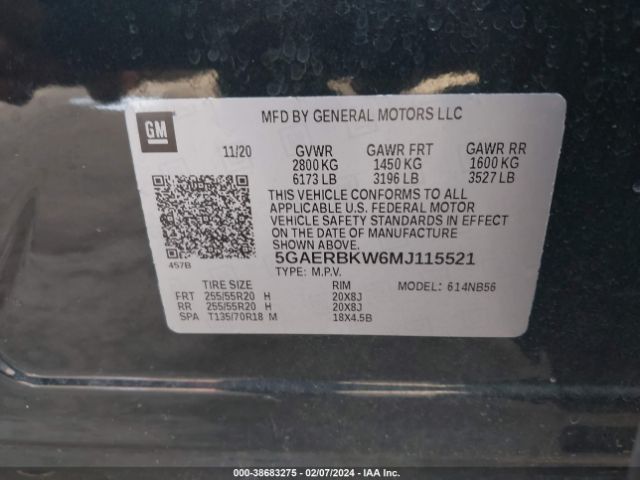 GM
MFD BY GENERAL MOTORS LLC
11/20 GVWR GAWR FRT GAWR RR
2800 KG 1450 KG 1600 KG
6173 LB 3196 LB 3527 LB
THIS VEHICLE CONFORMS TO ALL
APPLICABLE U.S. FEDERAL MOTOR
VEHICLE SAFETY STANDARDS IN EFFECT
ON THE DATE OF MANUFACTURE
SHOWN ABOVE.
457B
5GAERBKW6MJ115521
TYPE: M.P.V.
TIRE SIZE RIM MODEL: 614NB56
FRT 255/55R20 H 20X8J
RR 255/55R20 H 20X8J
SPA T135/70R18 M 18X4.5B
000-38683275 - 02/07/2024 - IAA Inc.